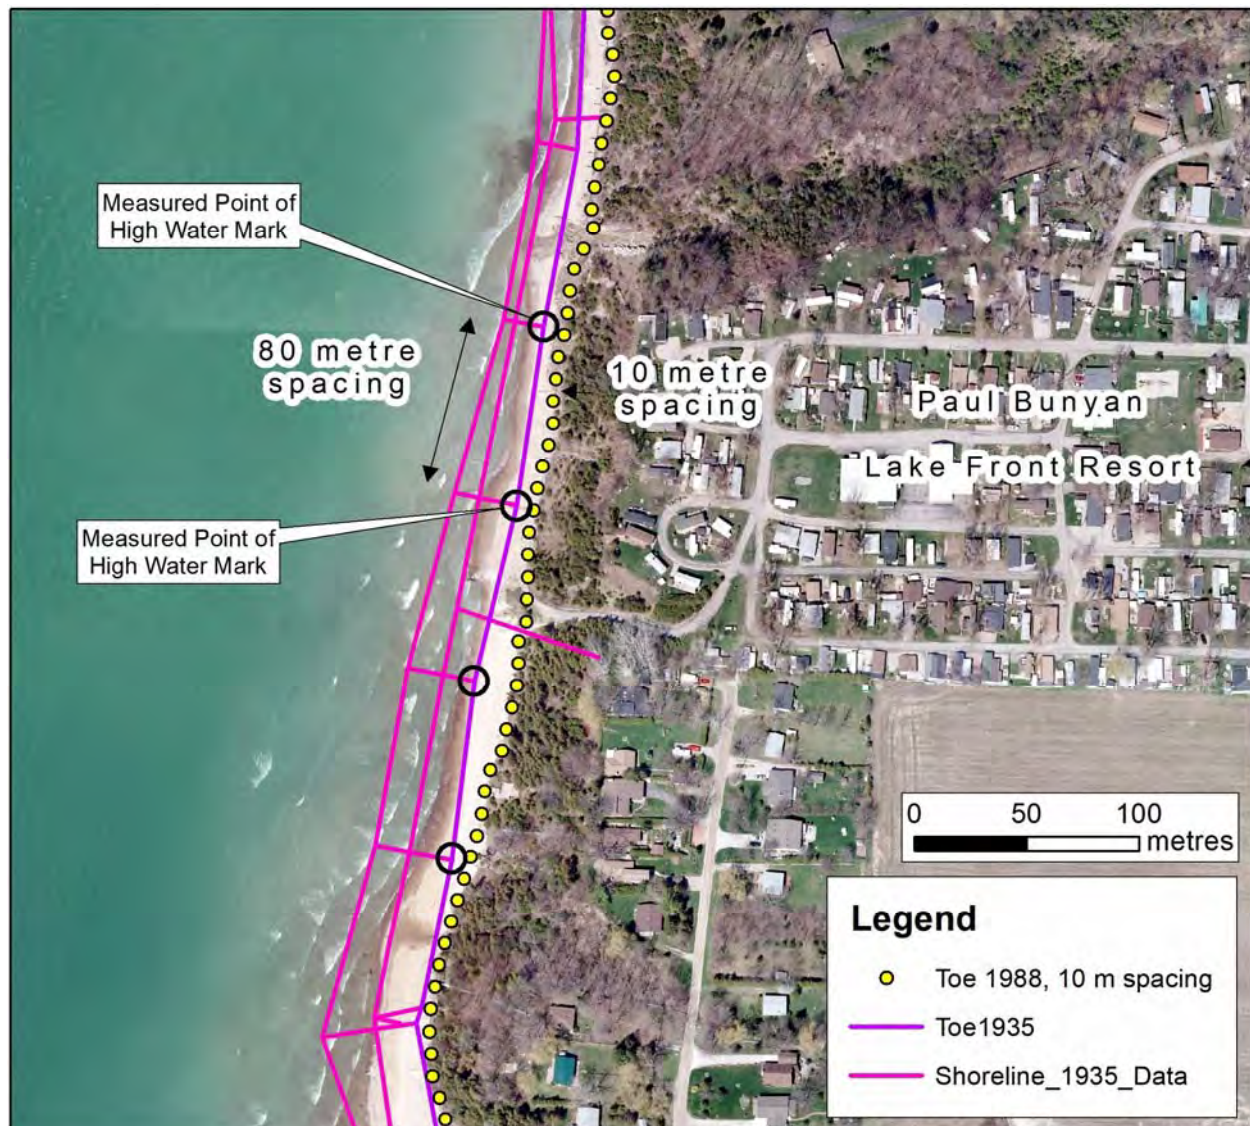 Measured Point of
High Water Mark
80 metre
spacing
10 metre
spacing
Paul Bunyan
Lake Front Resort
Measured Point of
High Water Mark
0 50 100
metres
Legend
Toe 1988, 10 m spacing
Toe1935
Shoreline_1935_Data